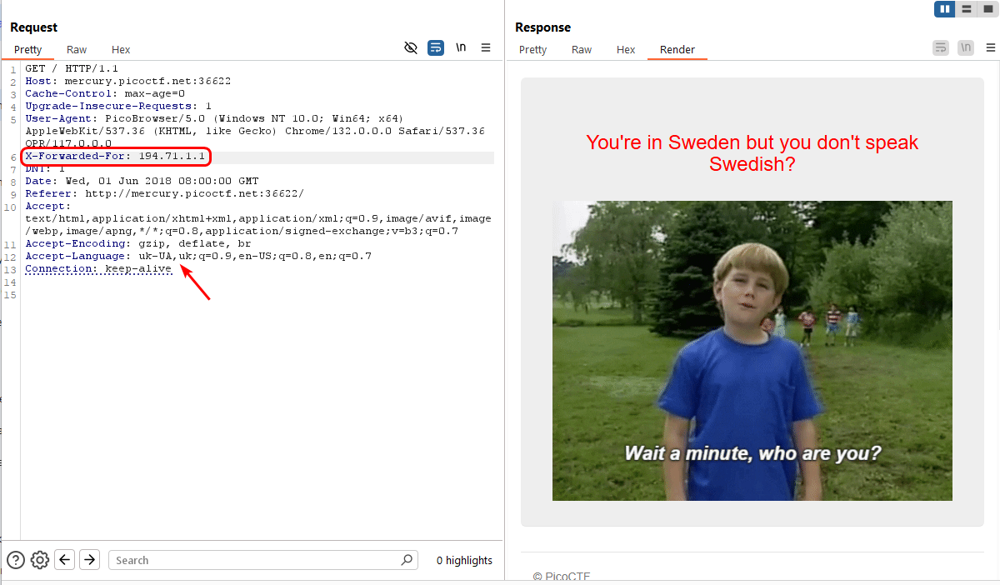 Request
Pretty Raw Hex
\n
1 GET / HTTP/1.1
2 Host: mercury.picoctf.net:36622
3 Cache-Control: max-age=0
4 Upgrade-Insecure-Requests: 1
5 User-Agent: PicoBrowser/5.0 (Windows NT 10.0; Win64; x64)
AppleWebKit/537.36 (KHTML, like Gecko) Chrome/132.0.0.0 Safari/537.36
OPR/117.0.0.0
6 X-Forwarded-For: 194.71.1.1
7 DNT: 1
8 Date: Wed, 01 Jun 2018 08:00:00 GMT
9 Referer: http://mercury.picoctf.net:36622/
10 Accept:
text/html,application/xhtml+xml,application/xml;q=0.9,image/avif,image
/webp,image/apng,*/*;q=0.8,application/signed-exchange;v=b3;q=0.7
11 Accept-Encoding: gzip, deflate, br
12 Accept-Language: uk-UA,uk;q=0.9,en-US;q=0.8,en;q=0.7
13 Connection: keep-alive
14
15
Search
0 highlights
Response
Pretty Raw Hex Render
\n
You're in Sweden but you don't speak
Swedish?
Wait a minute, who are you?
© PicoCTF